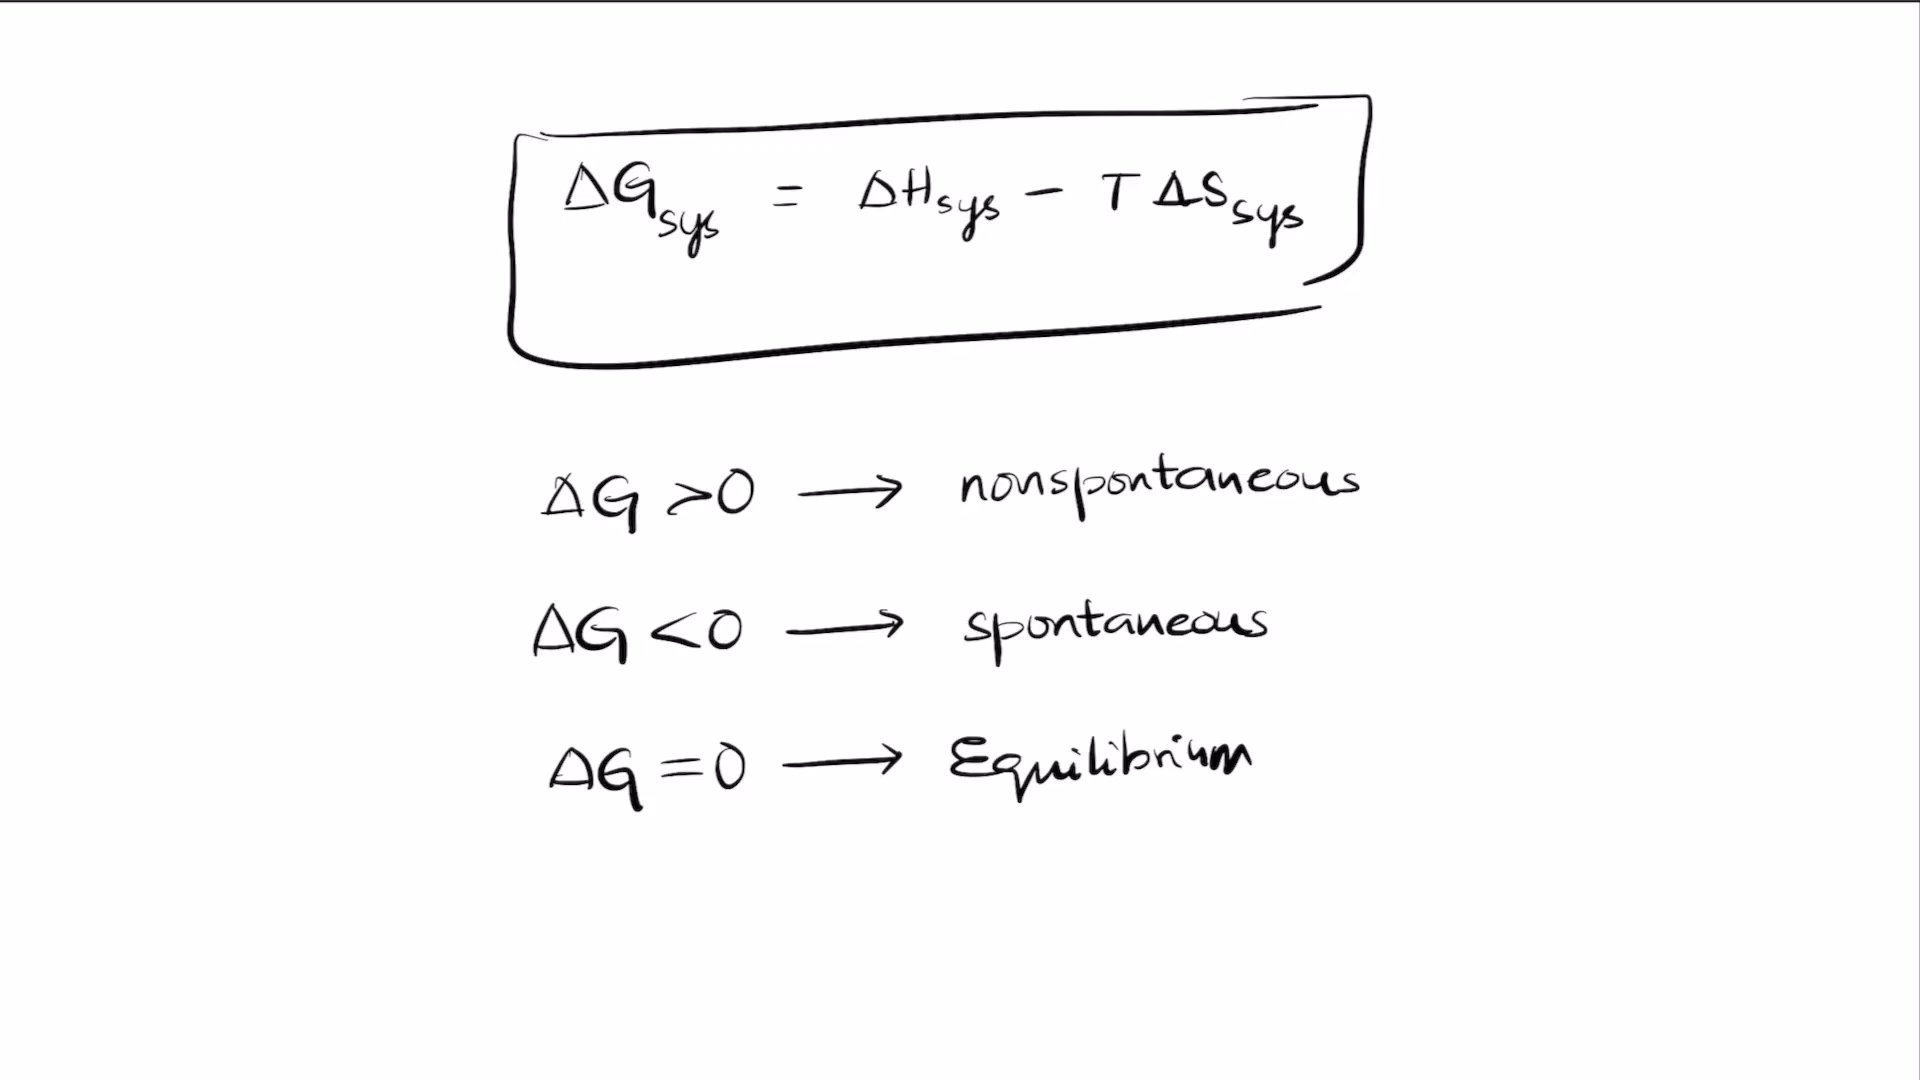 ΔG_sys = ΔH_sys − TΔS_sys
ΔG >0 → nonspontaneous
ΔG <0 → spontaneous
ΔG =0 → Equilibrium